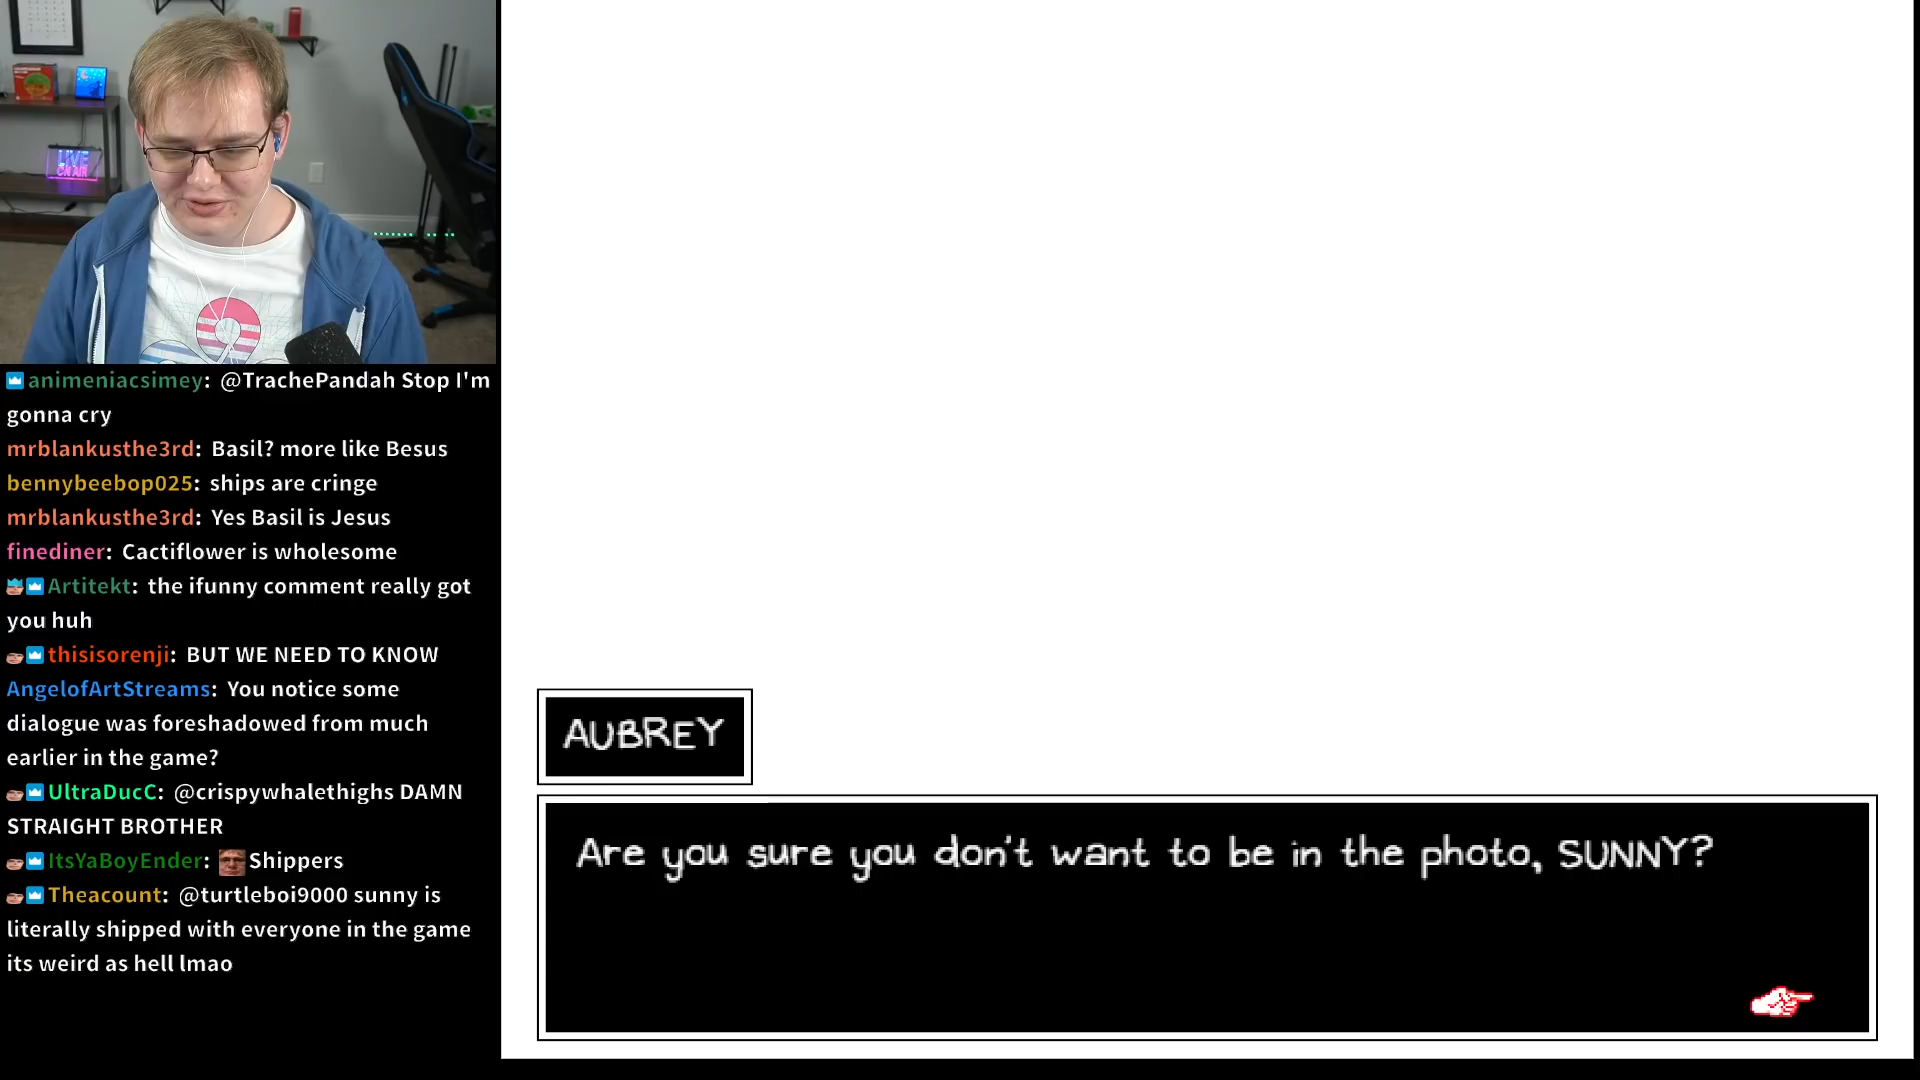 LIVE
ON AIR
animeniacsimey: @TrachePandah Stop I'm
gonna cry
mrblankusthe3rd: Basil? more like Besus
bennybeebop025: ships are cringe
mrblankusthe3rd: Yes Basil is Jesus
finediner: Cactiflower is wholesome
Artitekt: the ifunny comment really got
you huh
thisisorenji: BUT WE NEED TO KNOW
AngelofArtStreams: You notice some
dialogue was foreshadowed from much
earlier in the game?
UltraDucC: @crispywhalethighs DAMN
STRAIGHT BROTHER
ItsYaBoyEnder: Shippers
Theacount: @turtleboi9000 sunny is
literally shipped with everyone in the game
its weird as hell lmao
AUBREY
Are you sure you don't want to be in the photo, SUNNY?